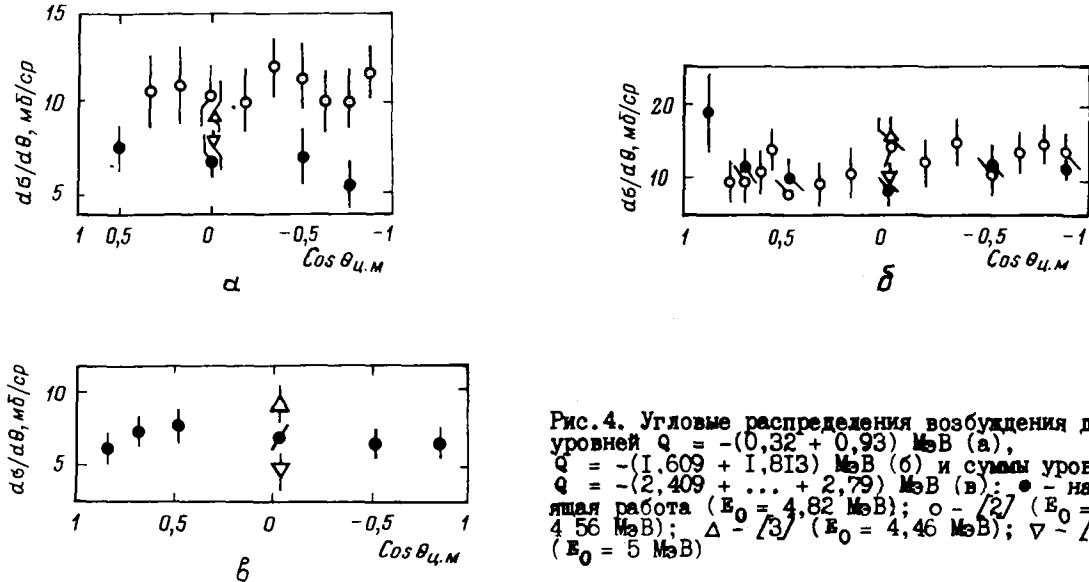 15
10
5
dσ/dθ, мб/ср
1 0,5 0 -0,5 -1
Cos θц.м
а
20
10
dσ/dθ, мб/ср
1 0,5 0 -0,5 -1
Cos θц.м
б
10
5
dσ/dθ, мб/ср
1 0,5 0 -0,5 1
Cos θц.м
в
Рис.4. Угловые распределения возбуждения
уровней Q = -(0,32 + 0,93) МэВ (а),
Q = -(1,609 + 1,813) МэВ (б) и суммы
Q = -(2,409 + ... + 2,79) МэВ (в): ● -
работа (E0 = 4,82 МэВ); o - [2] (E0 =
4 56 МэВ); Δ - [3] (E0 = 4,46 МэВ); ∇ -
(E0 = 5 МэВ)